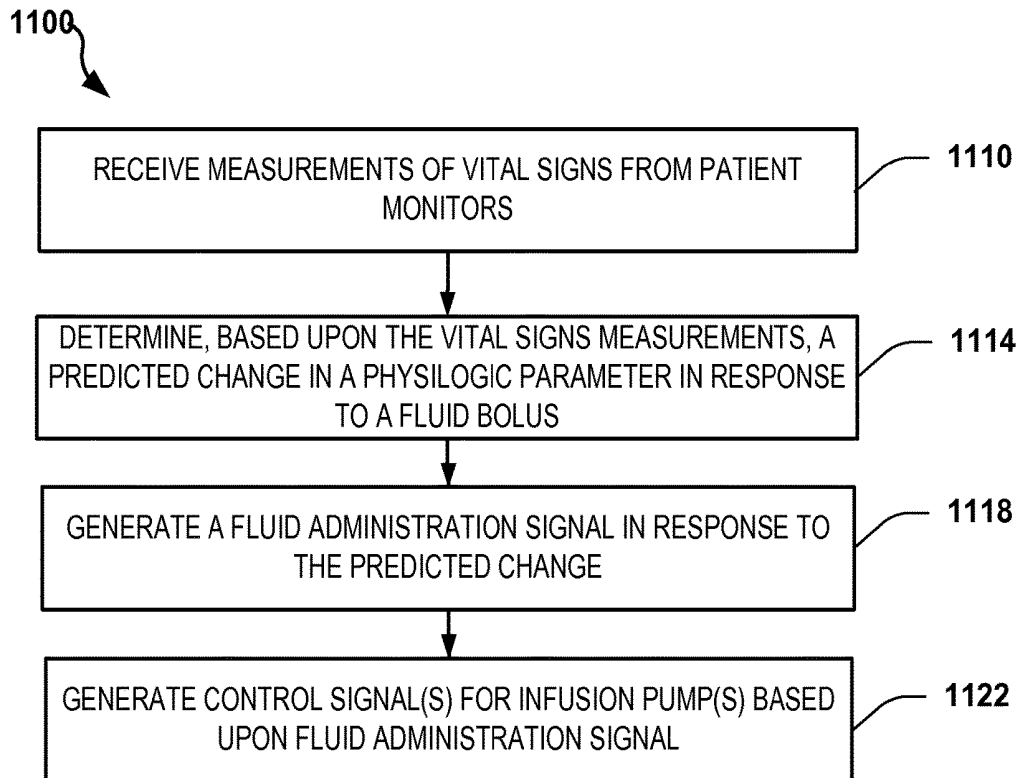 1100
RECEIVE MEASUREMENTS OF VITAL SIGNS FROM PATIENT
MONITORS
1110
DETERMINE, BASED UPON THE VITAL SIGNS MEASUREMENTS, A
PREDICTED CHANGE IN A PHYSILOGIC PARAMETER IN RESPONSE
TO A FLUID BOLUS
1114
GENERATE A FLUID ADMINISTRATION SIGNAL IN RESPONSE TO
THE PREDICTED CHANGE
1118
GENERATE CONTROL SIGNAL(S) FOR INFUSION PUMP(S) BASED
UPON FLUID ADMINISTRATION SIGNAL
1122